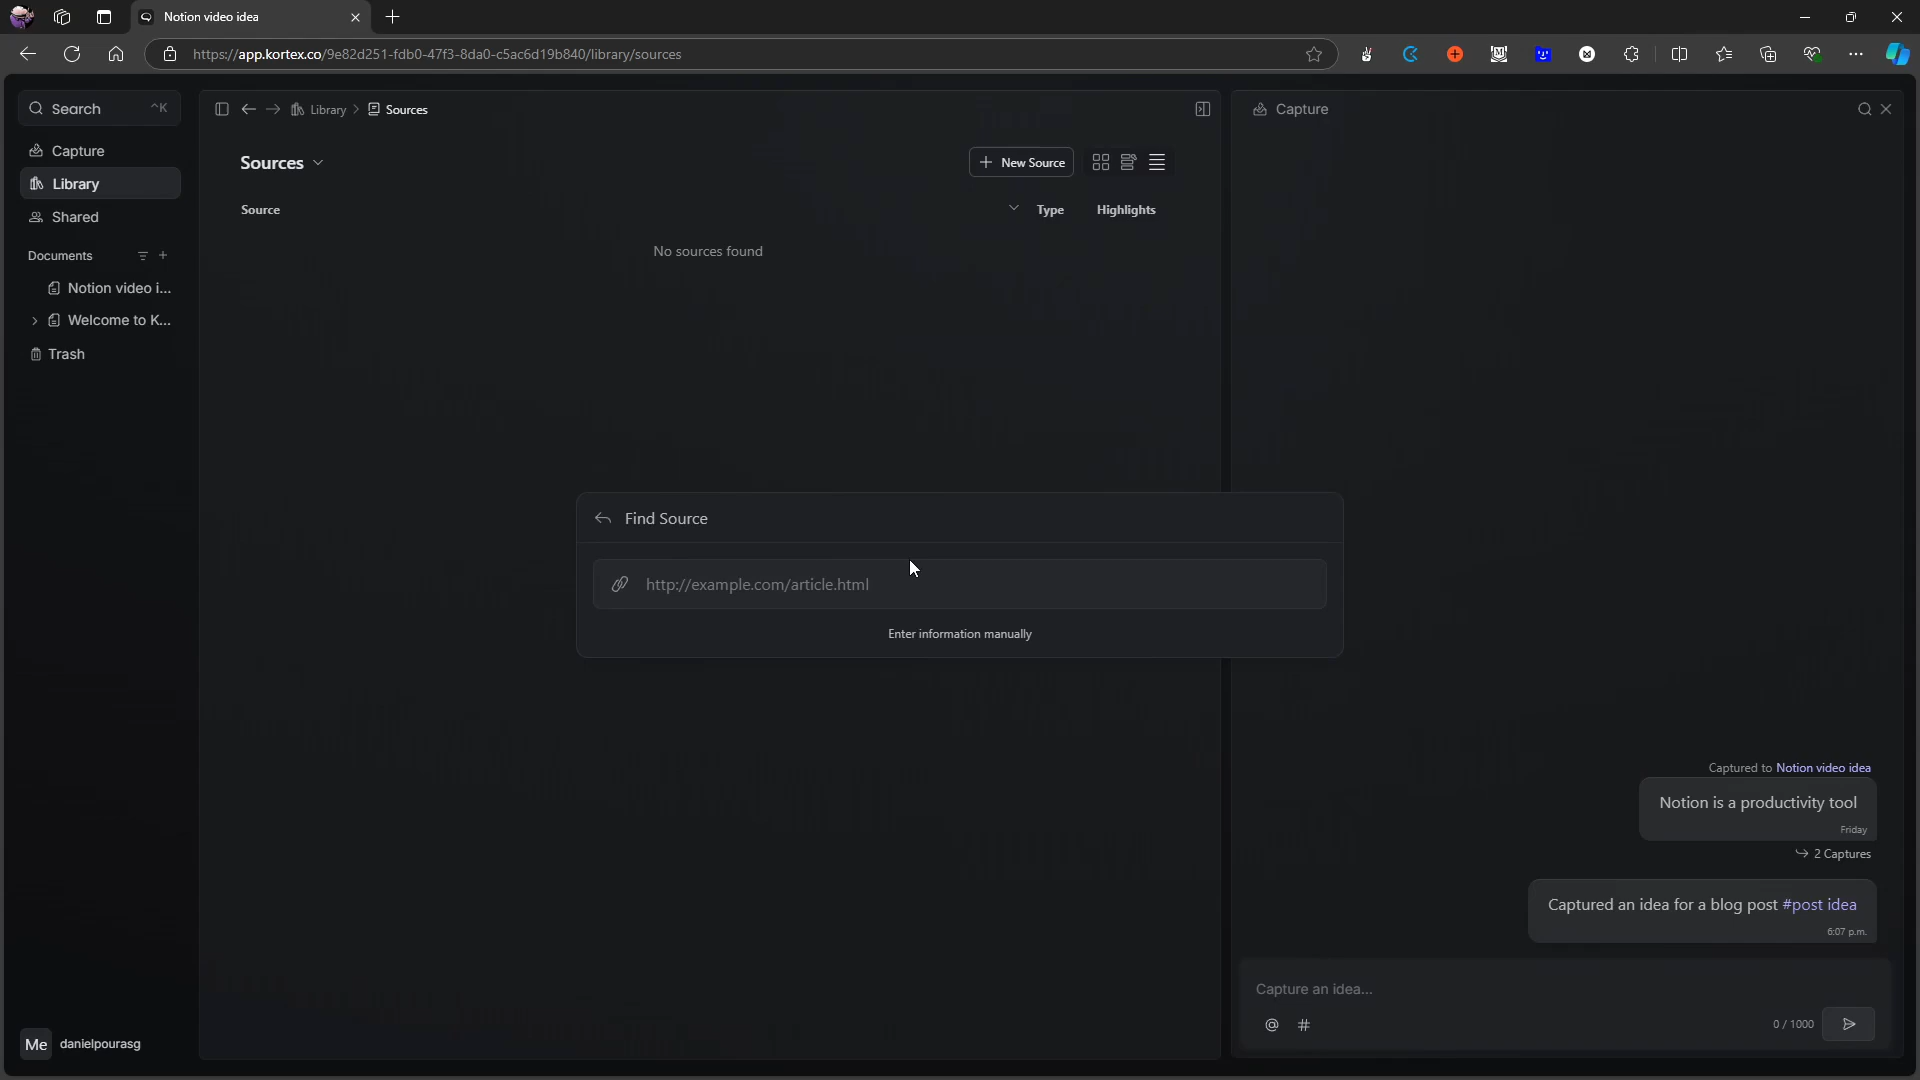 Notion video idea
https://app.kortex.co/9e82d251-fdb0-47f3-8da0-c5ac6d19b840/library/sources
Search ^K
Capture
Library
Shared
Documents
Notion video i...
Welcome to K...
Trash
Me danielpourasg
Library > Sources
Sources
New Source
Source Type Highlights
No sources found
Find Source
http://example.com/article.html
Enter information manually
Capture
Captured to Notion video idea
Notion is a productivity tool
Friday
2 Captures
Captured an idea for a blog post #post idea
6:07 p.m.
Capture an idea...
@ #
0 / 1000